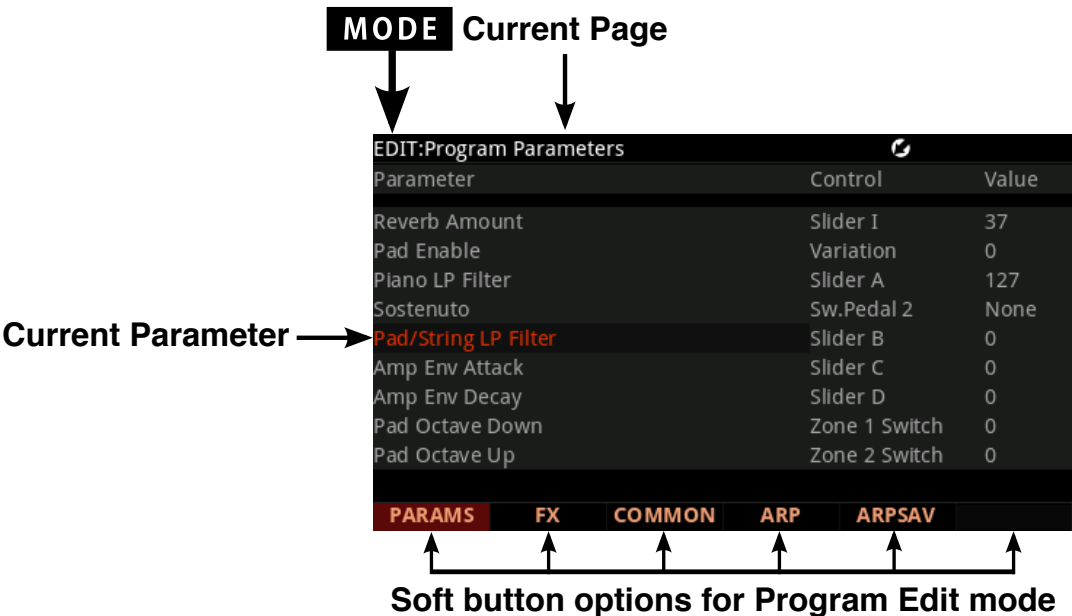 MODE Current Page
EDIT:Program Parameters
Parameter Control Value
Reverb Amount Slider I 37
Pad Enable Variation 0
Piano LP Filter Slider A 127
Sostenuto Sw.Pedal 2 None
Current Parameter Pad/String LP Filter Slider B 0
Amp Env Attack Slider C 0
Amp Env Decay Slider D 0
Pad Octave Down Zone 1 Switch 0
Pad Octave Up Zone 2 Switch 0
PARAMS FX COMMON ARP ARPSAV
Soft button options for Program Edit mode